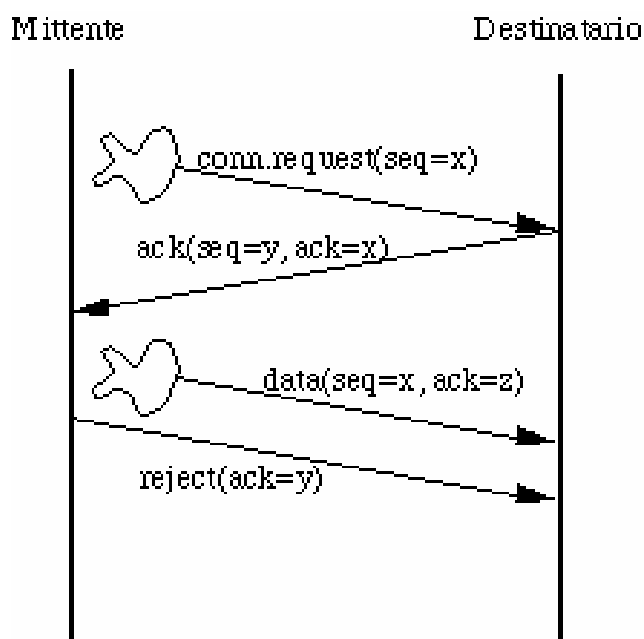 Mittente
Destinatario
conn.request(seq=x)
ack(seq=y, ack=x)
data(seq=x, ack=z)
reject(ack=y)